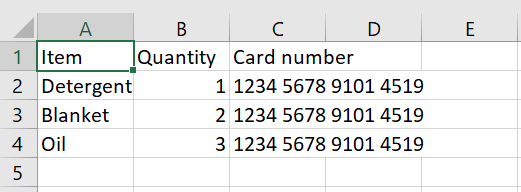 A B C D E
1 Item Quantity Card number
2 Detergent 1 1234 5678 9101 4519
3 Blanket 2 1234 5678 9101 4519
4 Oil 3 1234 5678 9101 4519
5